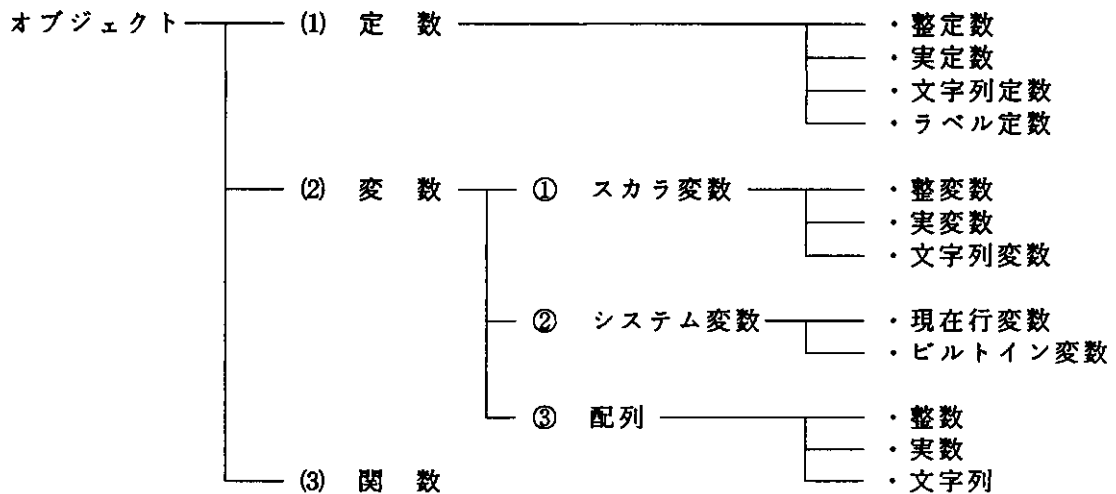 オブジェクト (1) 定数 ・整定数
・実定数
・文字列定数
・ラベル定数
(2) 変数 ① スカラ変数 ・整変数
・実変数
・文字列変数
② システム変数 ・現在行変数
・ビルトイン変数
③ 配列 ・整数
・実数
(3) 関数 ・文字列